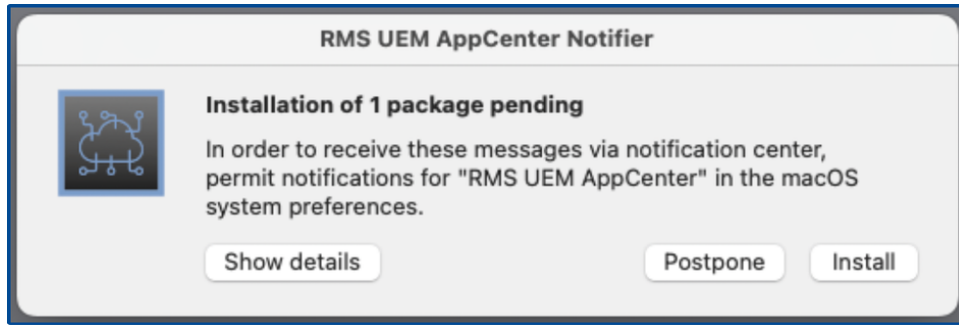 RMS UEM AppCenter Notifier
Installation of 1 package pending
In order to receive these messages via notification center,
permit notifications for "RMS UEM AppCenter" in the macOS
system preferences.
Show details Postpone Install